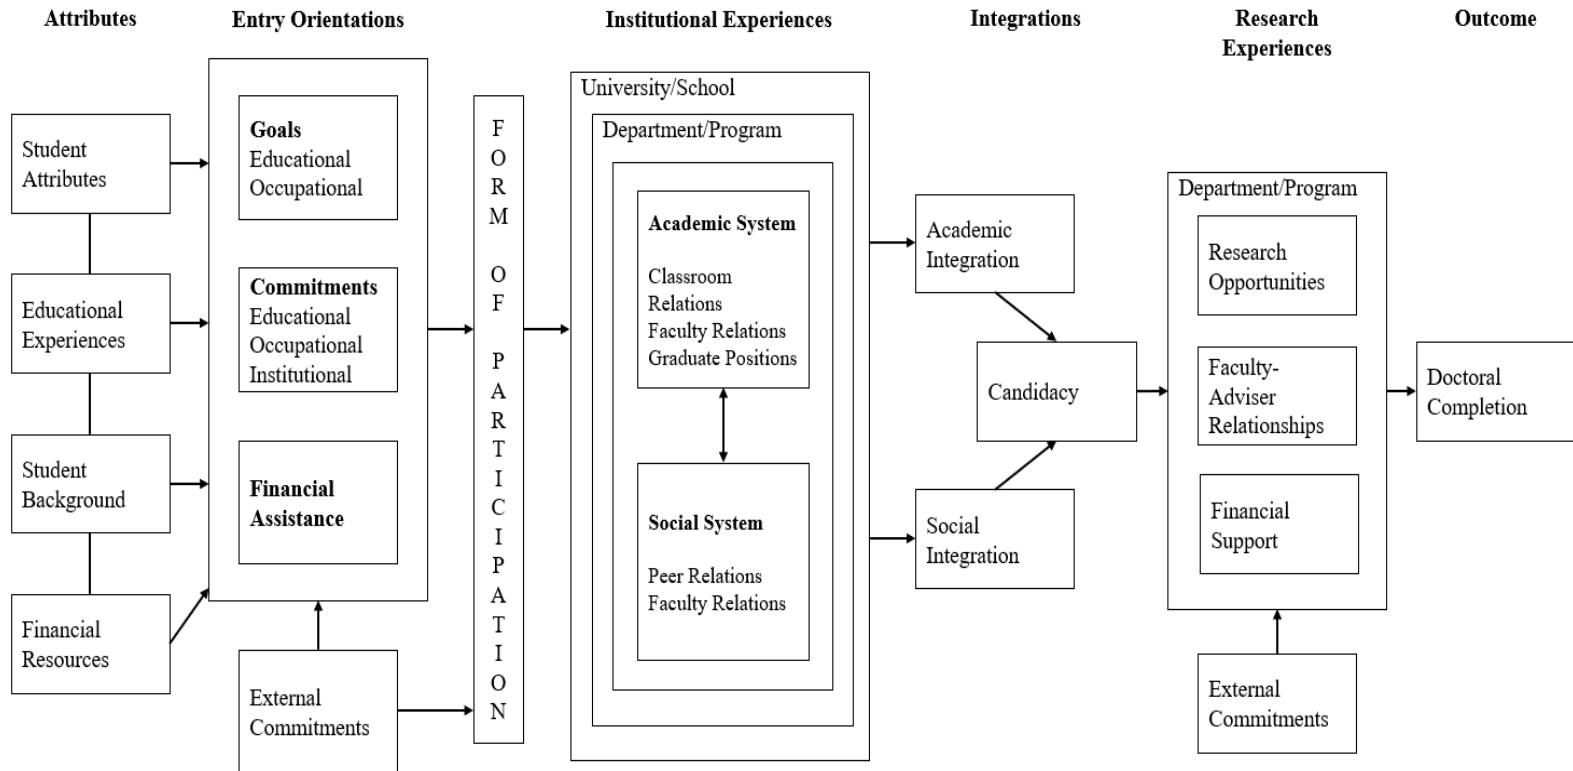 Attributes
Entry Orientations
Institutional Experiences
Integrations
Research
Experiences
Outcome
Student
Attributes
Educational
Experiences
Student
Background
Financial
Resources
Goals
Educational
Occupational
Commitments
Educational
Occupational
Institutional
Financial
Assistance
External
Commitments
FORM OF PARTICIPATION
University/School
Department/Program
Academic System
Classroom
Relations
Faculty Relations
Graduate Positions
Social System
Peer Relations
Faculty Relations
Academic
Integration
Candidacy
Social
Integration
Department/Program
Research
Opportunities
Faculty-
Adviser
Relationships
Financial
Support
External
Commitments
Doctoral
Completion